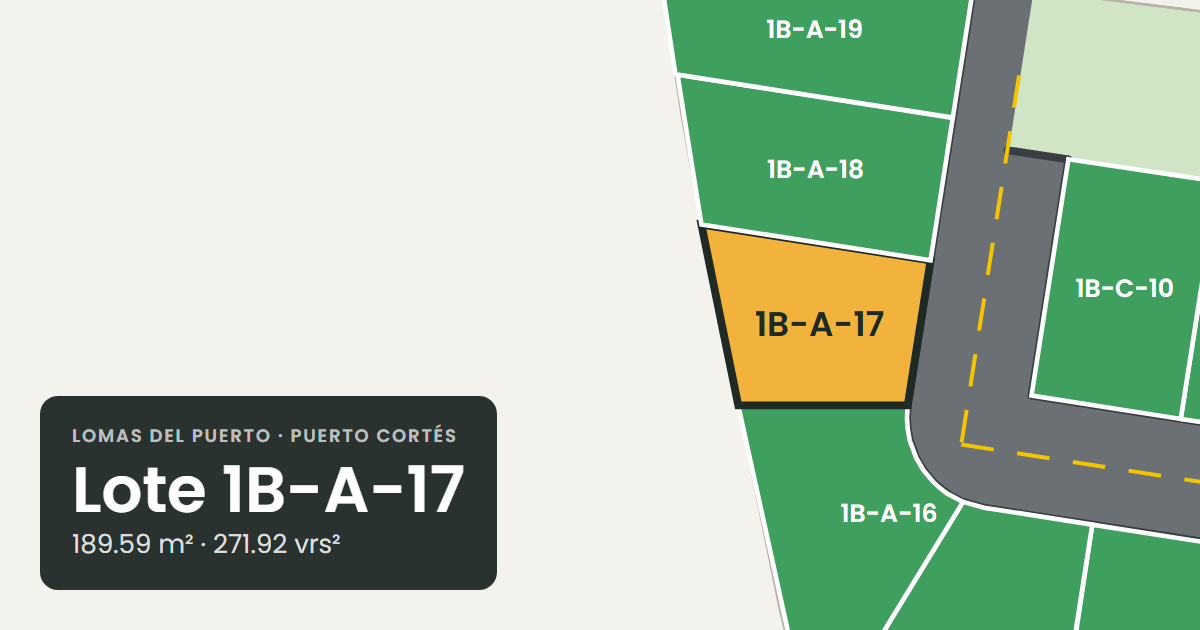 1B-A-19
1B-A-18
1B-C-10
1B-A-17
LOMAS DEL PUERTO · PUERTO CORTÉS
Lote 1B-A-17
189.59 m² · 271.92 vrs²
1B-A-16